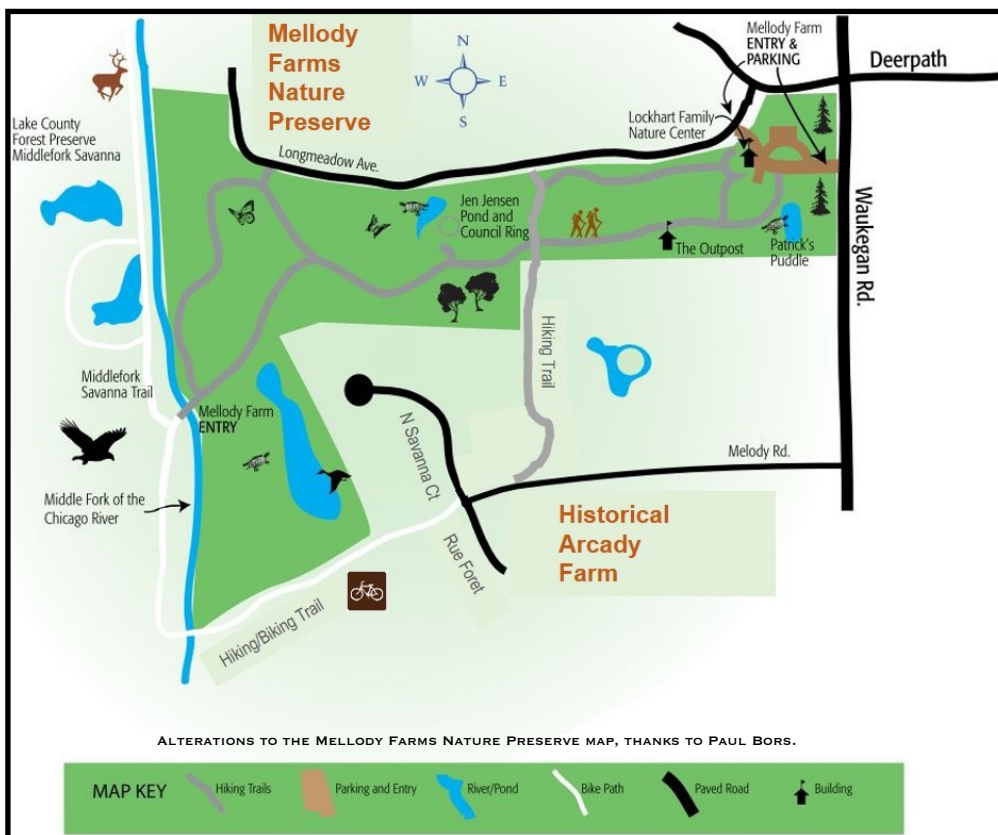 Mellody
Farms
Nature
Preserve
N
W
E
S
Mellody Farm
ENTRY &
PARKING
Deerpath
Lockhart Family
Nature Center
Lake County
Forest Preserve
Middlefork Savanna
Longmeadow Ave.
Jen Jensen
Pond and
Council Ring
The Outpost
Patrick's
Puddle
Waukegan Rd.
Hiking Trail
Middlefork
Savanna Trail
Mellody Farm
ENTRY
N Savanna Ct
Melody Rd.
Middle Fork of the
Chicago River
Historical
Arcady
Farm
Rue Foret
Hiking/Biking Trail
ALTERATIONS TO THE MELLODY FARMS NATURE PRESERVE MAP, THANKS TO PAUL BORS.
MAP KEY
Hiking Trails
Parking and Entry
River/Pond
Bike Path
Paved Road
Building